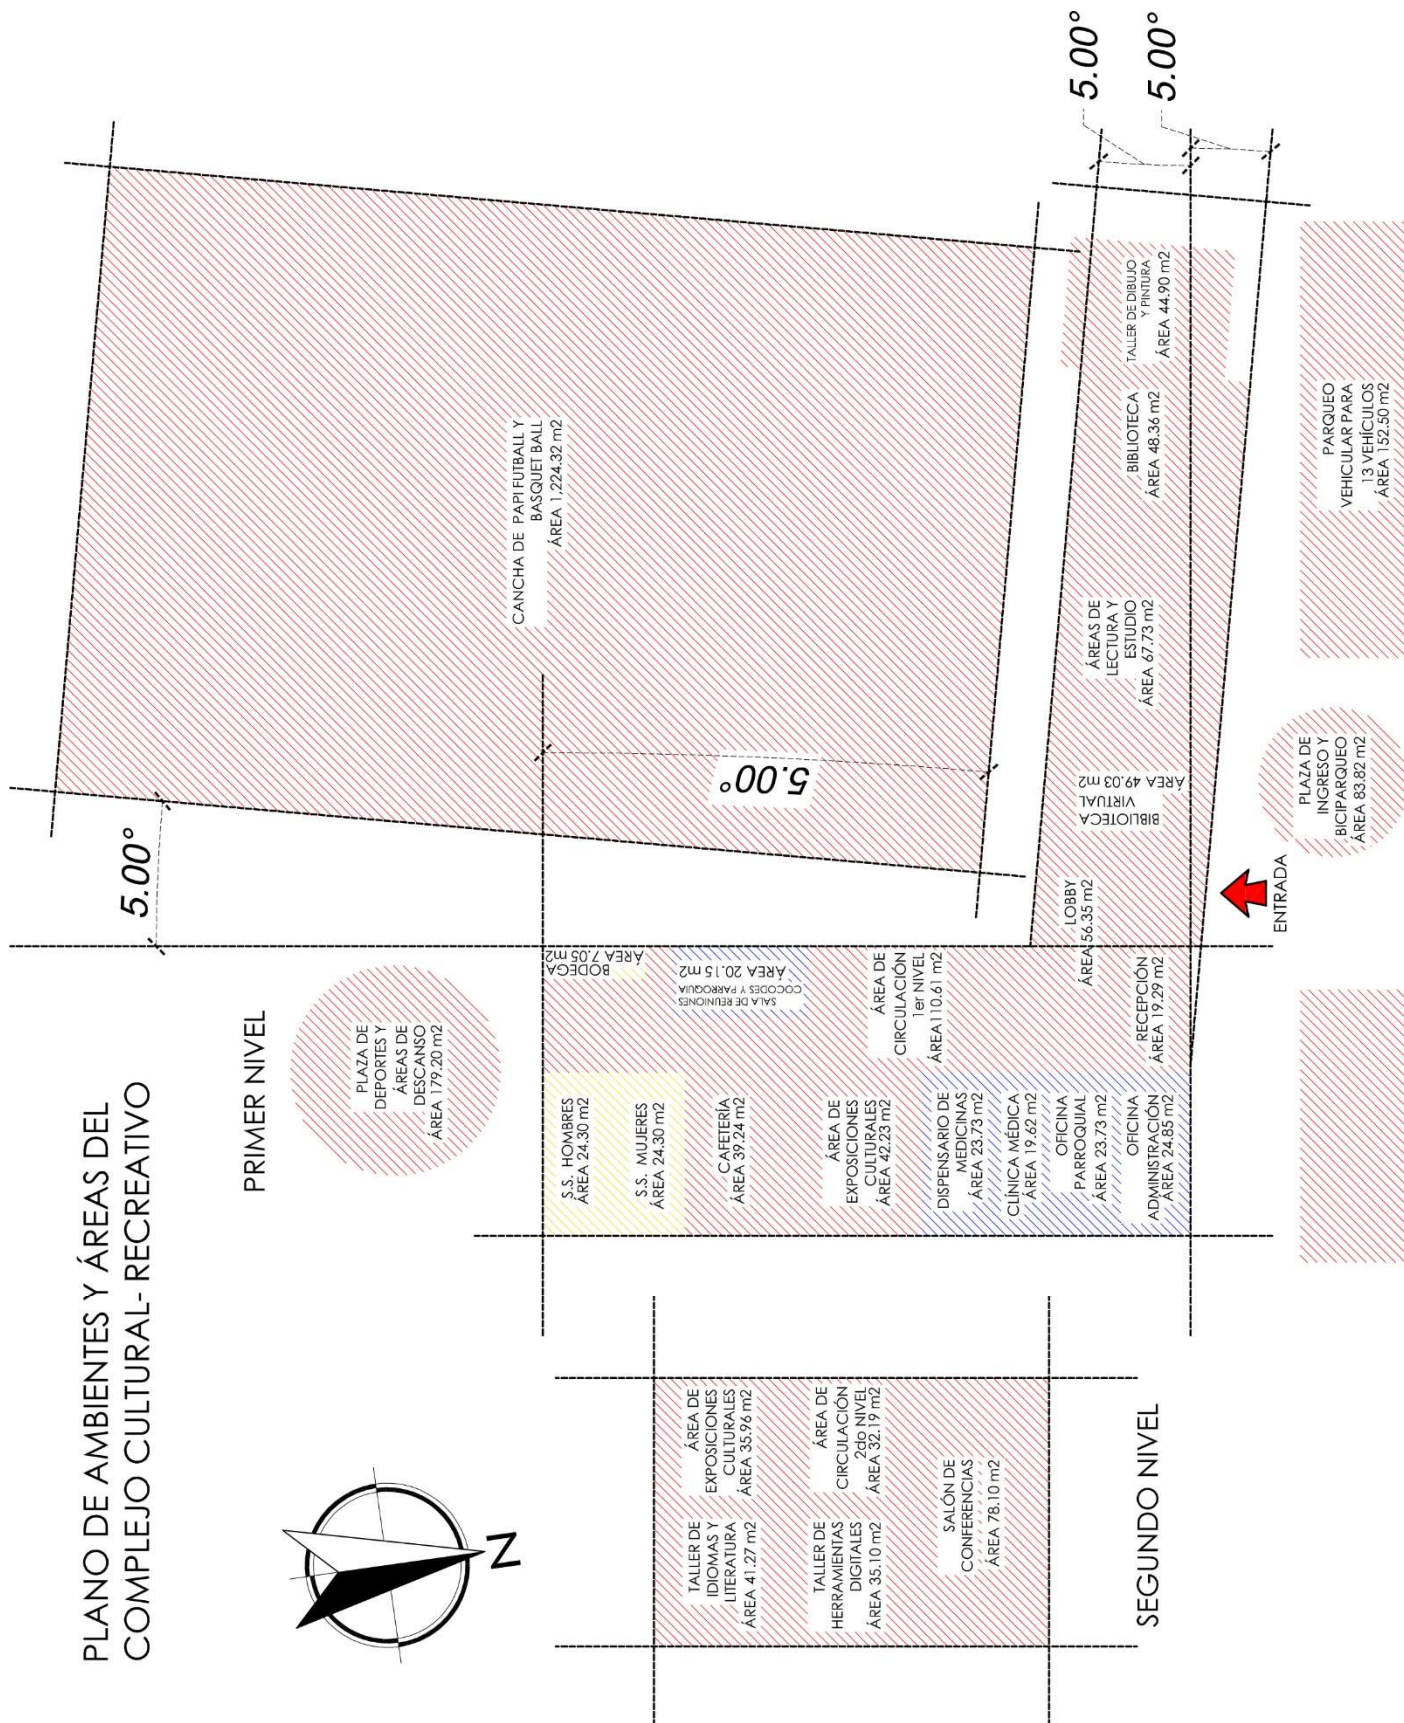 PLANO DE AMBIENTES Y ÁREAS DEL
COMPLEJO CULTURAL- RECREATIVO
PRIMER NIVEL
5.00°
PLAZA DE
DEPORTES Y
ÁREAS DE
DESCANSO
ÁREA 179.20 m2
CANCHA DE PAPI FUTBALL Y
BASQUET BALL
ÁREA 1,224.32 m2
5.00°
5.00°
5.00°
S.S. HOMBRES
ÁREA 24.30 m2
S.S. MUJERES
ÁREA 24.30 m2
BODEGA
ÁREA 7.05 m2
SALA DE REUNIONES
COCODES Y PARROQUIA
ÁREA 20.15 m2
CAFETERÍA
ÁREA 39.24 m2
ÁREA DE
EXPOSICIONES
CULTURALES
ÁREA 42.23 m2
ÁREA DE
CIRCULACIÓN
1er NIVEL
ÁREA110.61 m2
DISPENSARIO DE
MEDICINAS
ÁREA 23.73 m2
CLÍNICA MÉDICA
ÁREA 19.62 m2
OFICINA
PARROQUIAL
ÁREA 23.73 m2
OFICINA
ADMINISTRACIÓN
ÁREA 24.85 m2
RECEPCIÓN
ÁREA 19.29 m2
LOBBY
ÁREA 56.35 m2
BIBLIOTECA
VIRTUAL
ÁREA 49.03 m2
ÁREAS DE
LECTURA Y
ESTUDIO
ÁREA 67.73 m2
BIBLIOTECA
ÁREA 48.36 m2
TALLER DE DIBUJO
Y PINTURA
ÁREA 44.90 m2
ENTRADA
PLAZA DE
INGRESO Y
BICIPARQUEO
ÁREA 83.82 m2
PARQUEO
VEHICULAR PARA
13 VEHÍCULOS
ÁREA 152.50 m2
N
TALLER DE
IDIOMAS Y
LITERATURA
ÁREA 41.27 m2
ÁREA DE
EXPOSICIONES
CULTURALES
ÁREA 35.96 m2
TALLER DE
HERRAMIENTAS
DIGITALES
ÁREA 35.10 m2
ÁREA DE
CIRCULACIÓN
2do NIVEL
ÁREA 32.19 m2
SALÓN DE
CONFERENCIAS
ÁREA 78.10 m2
SEGUNDO NIVEL